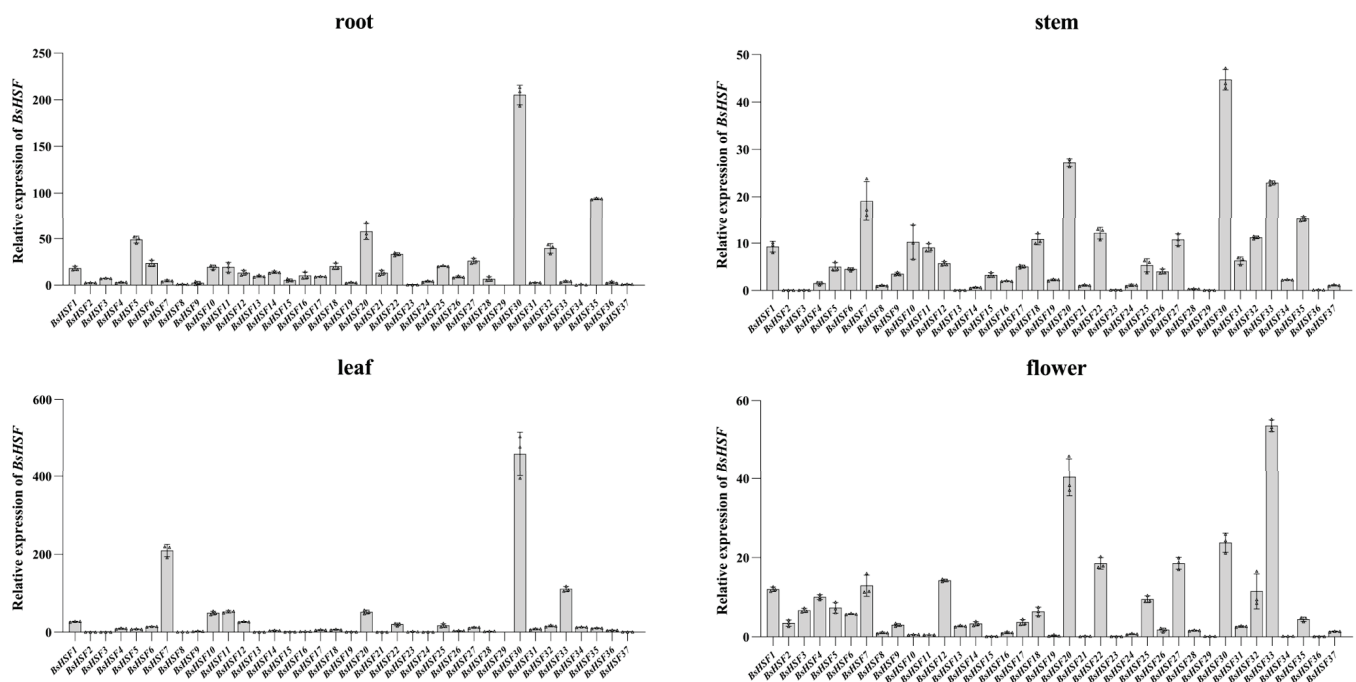 root
Relative expression of BsHSF
250
200
150
100
50
0
BsHSF1
BsHSF2
BsHSF3
BsHSF4
BsHSF5
BsHSF6
BsHSF7
BsHSF8
BsHSF9
BsHSF10
BsHSF11
BsHSF12
BsHSF13
BsHSF14
BsHSF15
BsHSF16
BsHSF17
BsHSF18
BsHSF19
BsHSF20
BsHSF21
BsHSF22
BsHSF23
BsHSF24
BsHSF25
BsHSF26
BsHSF27
BsHSF28
BsHSF29
BsHSF30
BsHSF31
BsHSF32
BsHSF33
BsHSF34
BsHSF35
BsHSF36
BsHSF37
stem
Relative expression of BsHSF
50
40
30
20
10
0
BsHSF1
BsHSF2
BsHSF3
BsHSF4
BsHSF5
BsHSF6
BsHSF7
BsHSF8
BsHSF9
BsHSF10
BsHSF11
BsHSF12
BsHSF13
BsHSF14
BsHSF15
BsHSF16
BsHSF17
BsHSF18
BsHSF19
BsHSF20
BsHSF21
BsHSF22
BsHSF23
BsHSF24
BsHSF25
BsHSF26
BsHSF27
BsHSF28
BsHSF29
BsHSF30
BsHSF31
BsHSF32
BsHSF33
BsHSF34
BsHSF35
BsHSF36
BsHSF37
leaf
Relative expression of BsHSF
600
400
200
0
BsHSF1
BsHSF2
BsHSF3
BsHSF4
BsHSF5
BsHSF6
BsHSF7
BsHSF8
BsHSF9
BsHSF10
BsHSF11
BsHSF12
BsHSF13
BsHSF14
BsHSF15
BsHSF16
BsHSF17
BsHSF18
BsHSF19
BsHSF20
BsHSF21
BsHSF22
BsHSF23
BsHSF24
BsHSF25
BsHSF26
BsHSF27
BsHSF28
BsHSF29
BsHSF30
BsHSF31
BsHSF32
BsHSF33
BsHSF34
BsHSF35
BsHSF36
BsHSF37
flower
Relative expression of BsHSF
60
40
20
0
BsHSF1
BsHSF2
BsHSF3
BsHSF4
BsHSF5
BsHSF6
BsHSF7
BsHSF8
BsHSF9
BsHSF10
BsHSF11
BsHSF12
BsHSF13
BsHSF14
BsHSF15
BsHSF16
BsHSF17
BsHSF18
BsHSF19
BsHSF20
BsHSF21
BsHSF22
BsHSF23
BsHSF24
BsHSF25
BsHSF26
BsHSF27
BsHSF28
BsHSF29
BsHSF30
BsHSF31
BsHSF32
BsHSF33
BsHSF34
BsHSF35
BsHSF36
BsHSF37